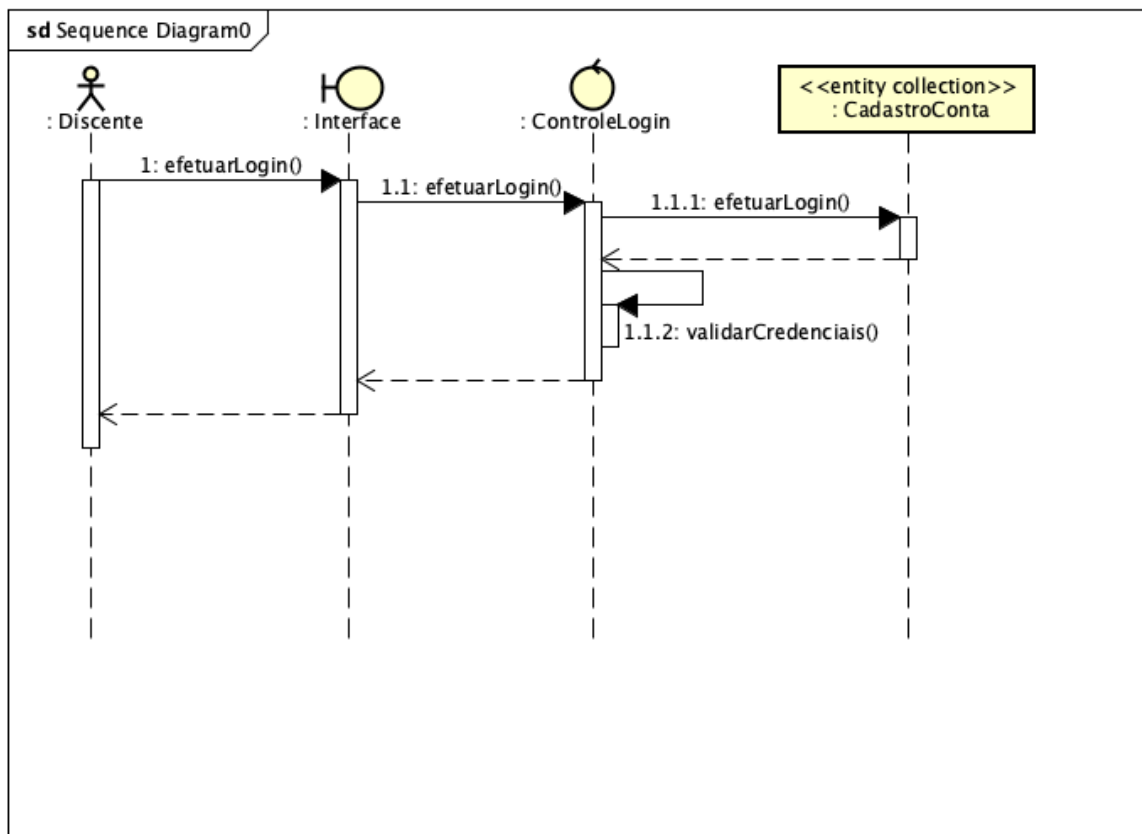 sd Sequence Diagram0
: Discente
: Interface
: ControleLogin
<<entity collection>>
: CadastroConta
1: efetuarLogin()
1.1: efetuarLogin()
1.1.1: efetuarLogin()
1.1.2: validarCredenciais()